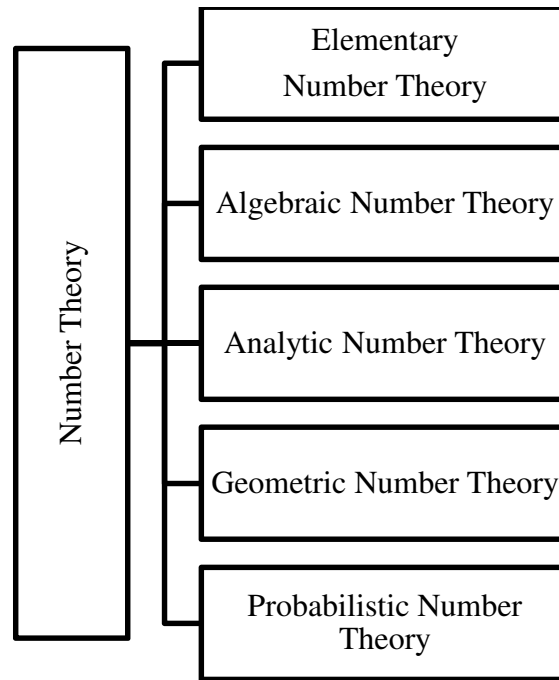 Number Theory
Elementary
Number Theory
Algebraic Number Theory
Analytic Number Theory
Geometric Number Theory
Probabilistic Number
Theory